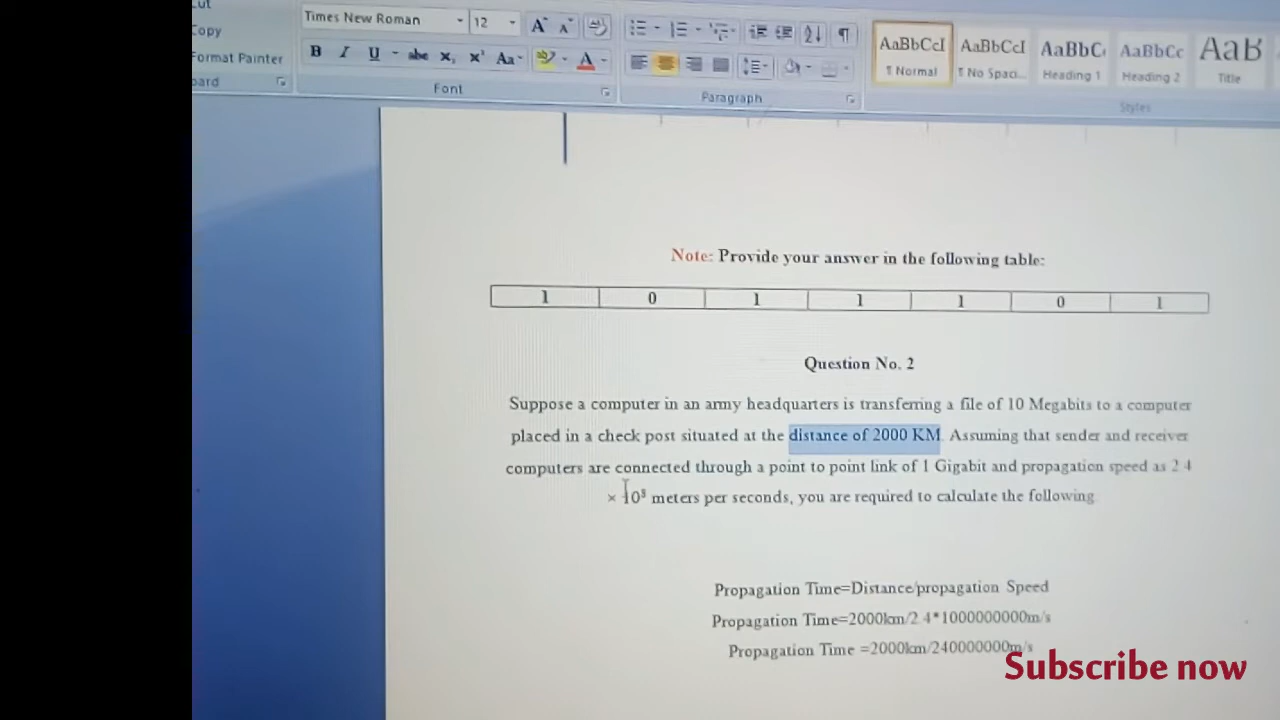 Cut
Copy
Format Painter
Times New Roman
12
Font
Paragraph
AaBbCcI
¶ Normal
AaBbCcI
¶ No Spaci...
AaBbC
Heading 1
AaBbCc
Heading 2
AaB
Title
Styles
Note: Provide your answer in the following table:
1 0 1 1 1 0 1
Question No. 2
Suppose a computer in an army headquarters is transferring a file of 10 Megabits to a computer
placed in a check post situated at the distance of 2000 KM. Assuming that sender and receiver
computers are connected through a point to point link of 1 Gigabit and propagation speed as 2.4
× 10⁸ meters per seconds, you are required to calculate the following
Propagation Time=Distance/propagation Speed
Propagation Time=2000km/2.4*1000000000m/s
Propagation Time =2000km/240000000m/s
Subscribe now